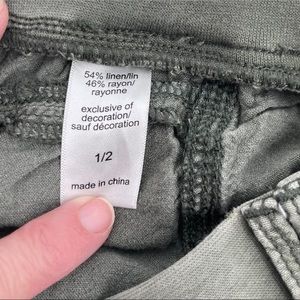 54% linen/lin
46% rayon/
rayonne
exclusive of
decoration/
sauf décoration
1/2
made in china